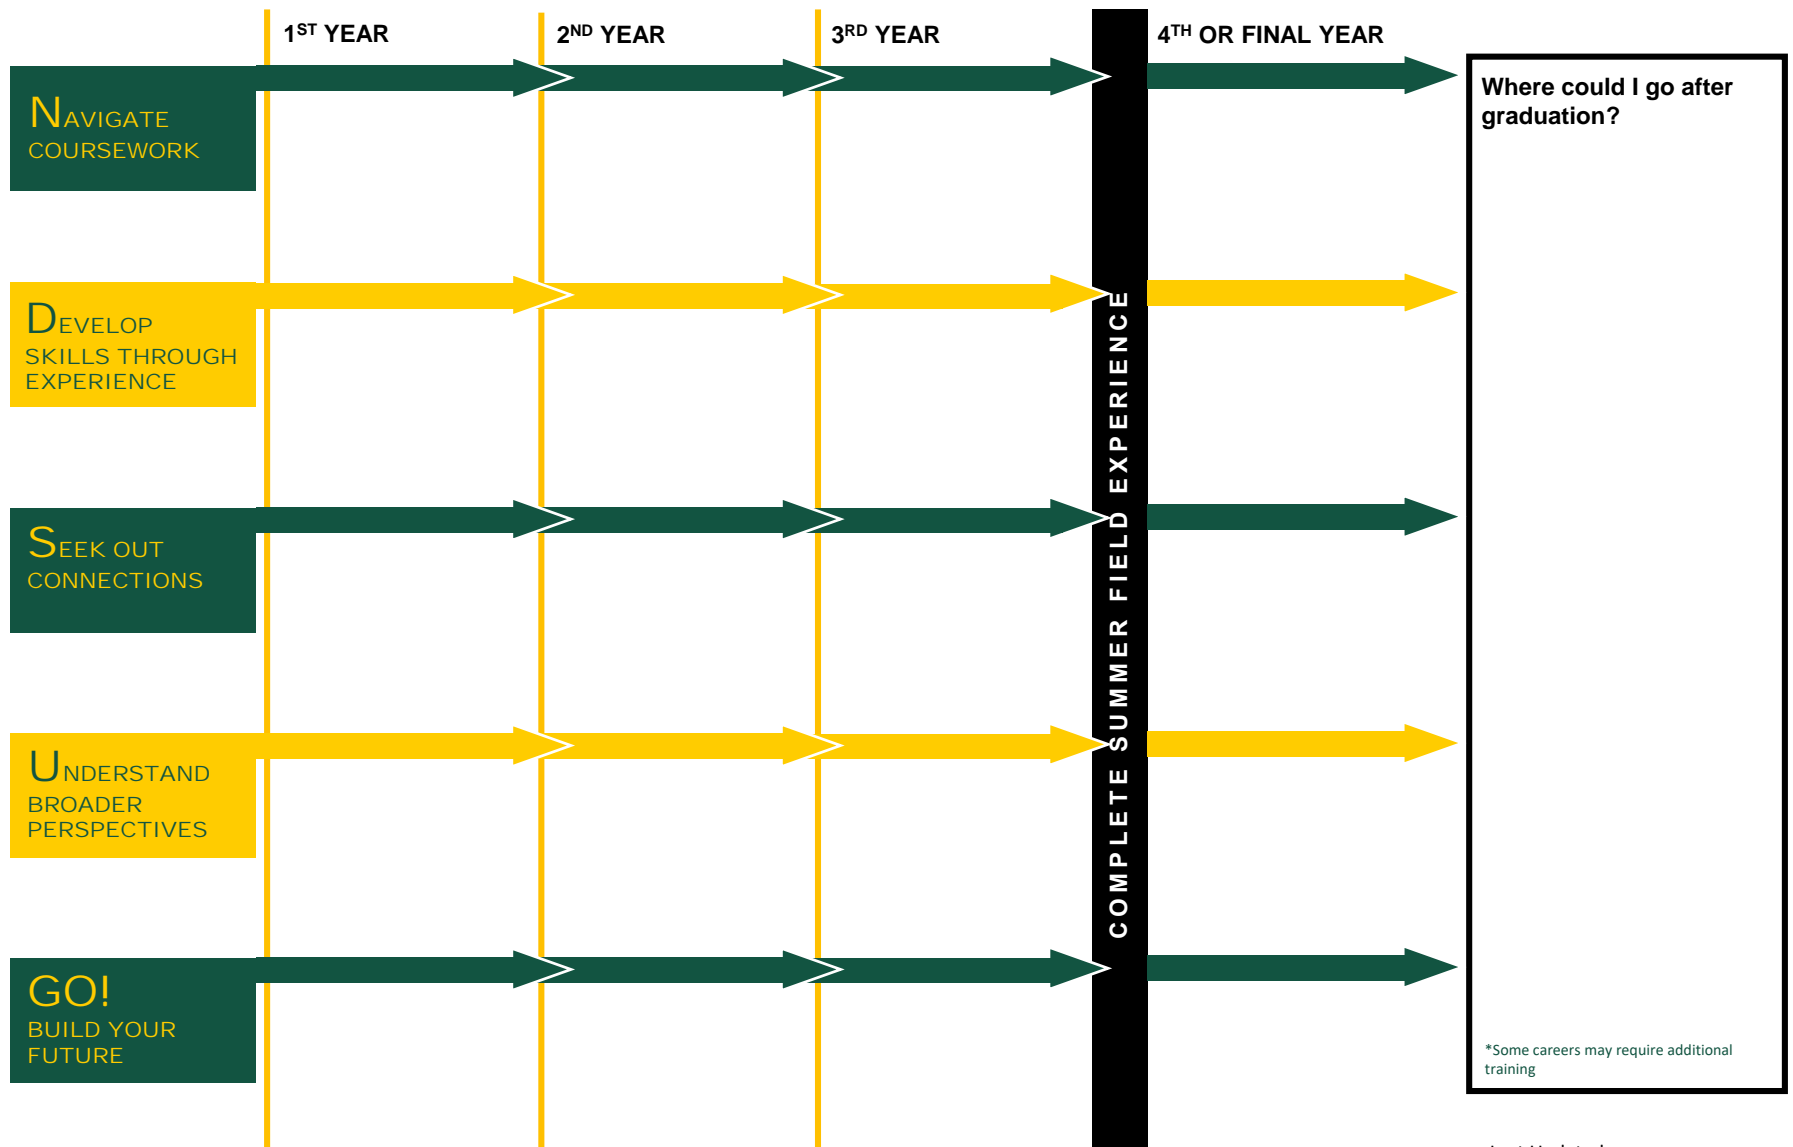 1ST YEAR
2ND YEAR
3RD YEAR
4TH OR FINAL YEAR
NAVIGATE
COURSEWORK
DEVELOP
SKILLS THROUGH
EXPERIENCE
SEEK OUT
CONNECTIONS
UNDERSTAND
BROADER
PERSPECTIVES
GO!
BUILD YOUR
FUTURE
COMPLETE SUMMER FIELD EXPERIENCE
Where could I go after
graduation?
*Some careers may require additional
training